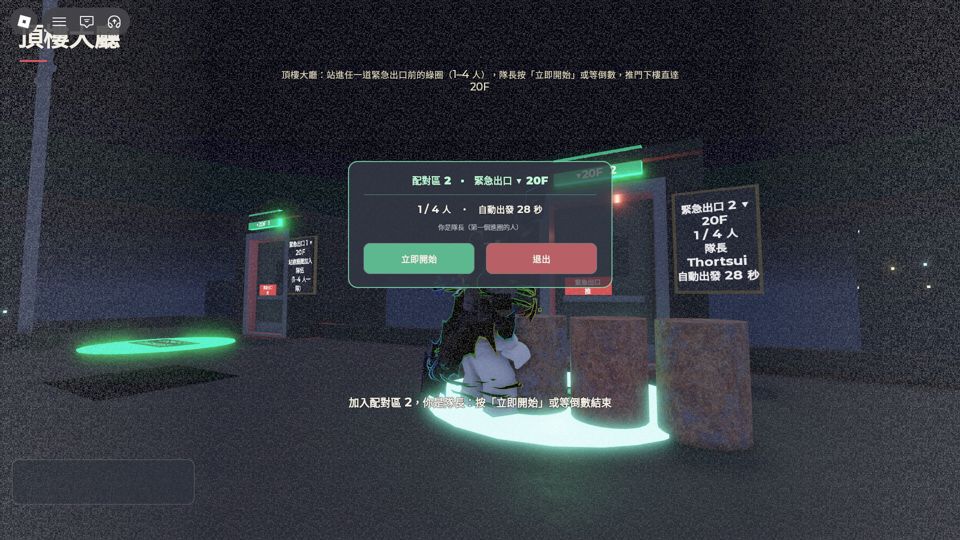 頂樓大廳
頂樓大廳：站進任一道緊急出口前的綠圈（1–4 人），隊長按「立即開始」或等倒數，推門下樓直達
20F
配對區 2 • 緊急出口 ▼ 20F
1 / 4 人 • 自動出發 28 秒
你是隊長（第一個進圈的人）
立即開始
退出
緊急出口 2 ▼
20F
1 / 4 人
隊長
Thortsui
自動出發 28 秒
緊急出口 1 ▼
20F
加入配對區 2，你是隊長：按「立即開始」或等倒數結束